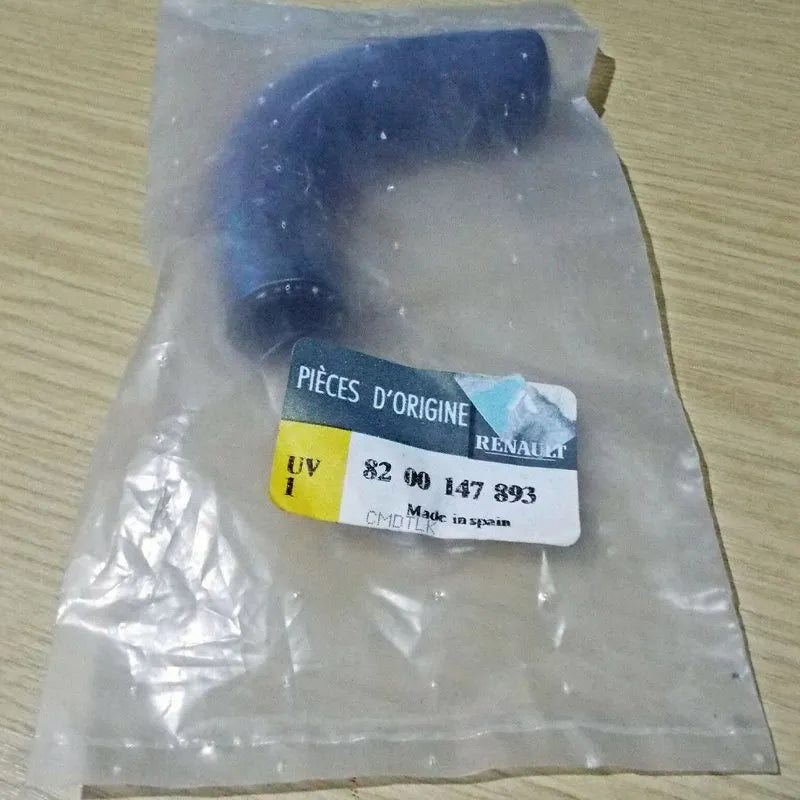 PIÈCES D'ORIGINE
RENAULT
UV
1
82 00 147 893
Made in spain
CMDTLK